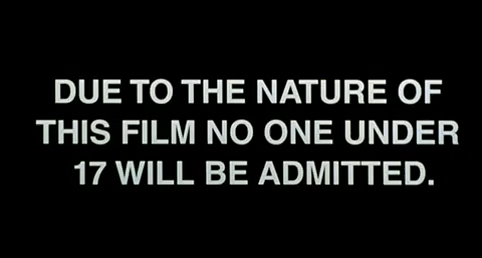 DUE TO THE NATURE OF
THIS FILM NO ONE UNDER
17 WILL BE ADMITTED.